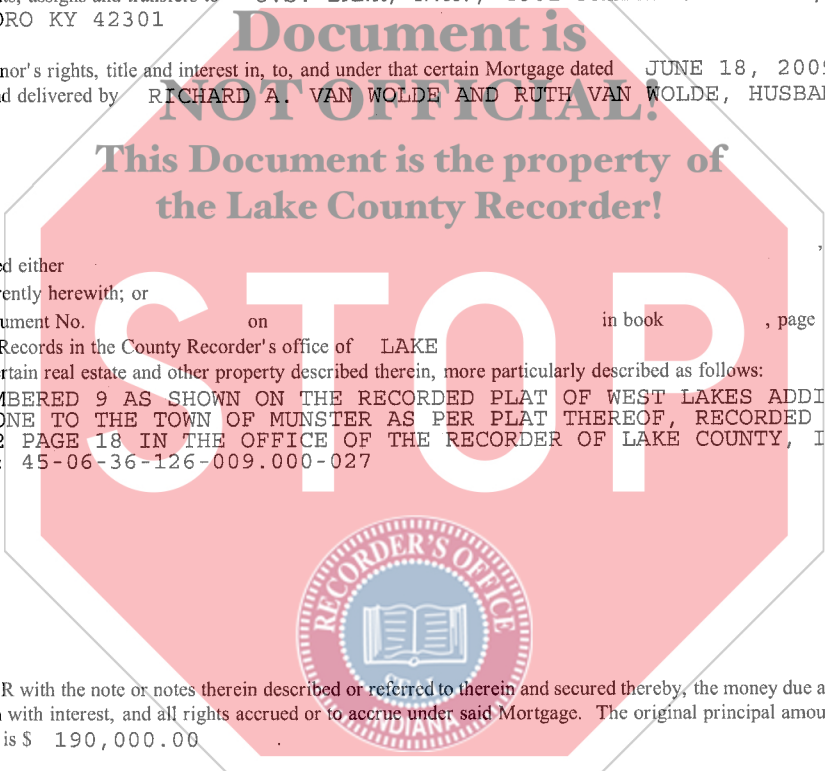 ORO KY 42301
Document is
nor's rights, title and interest in, to, and under that certain Mortgage dated JUNE 18, 2009
d delivered by RICHARD A. VAN WOLDE AND RUTH VAN WOLDE, HUSBA
NOT OFFICIAL!
This Document is the property of
the Lake County Recorder!
ed either
rently herewith; or
ument No. on in book , page
Records in the County Recorder's office of LAKE
rtain real estate and other property described therein, more particularly described as follows:
STOP
MBERED 9 AS SHOWN ON THE RECORDED PLAT OF WEST LAKES ADDI
ONE TO THE TOWN OF MUNSTER AS PER PLAT THEREOF, RECORDED
2 PAGE 18 IN THE OFFICE OF THE RECORDER OF LAKE COUNTY, I
: 45-06-36-126-009.000-027
RECORDER'S OFFICE
SEAL
INDIANA
R with the note or notes therein described or referred to therein and secured thereby, the money due a
with interest, and all rights accrued or to accrue under said Mortgage. The original principal amou
is $ 190,000.00